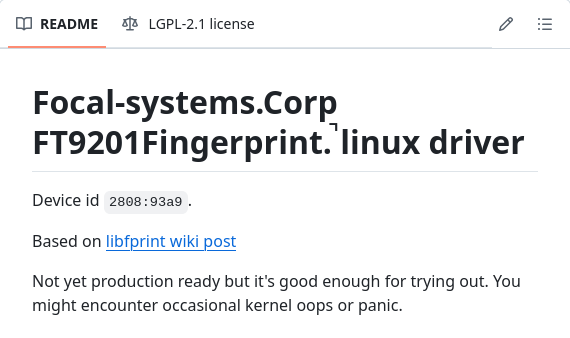 README
LGPL-2.1 license
Focal-systems.Corp
FT9201Fingerprint.⌝linux driver
Device id 2808:93a9.
Based on libfprint wiki post
Not yet production ready but it's good enough for trying out. You
might encounter occasional kernel oops or panic.